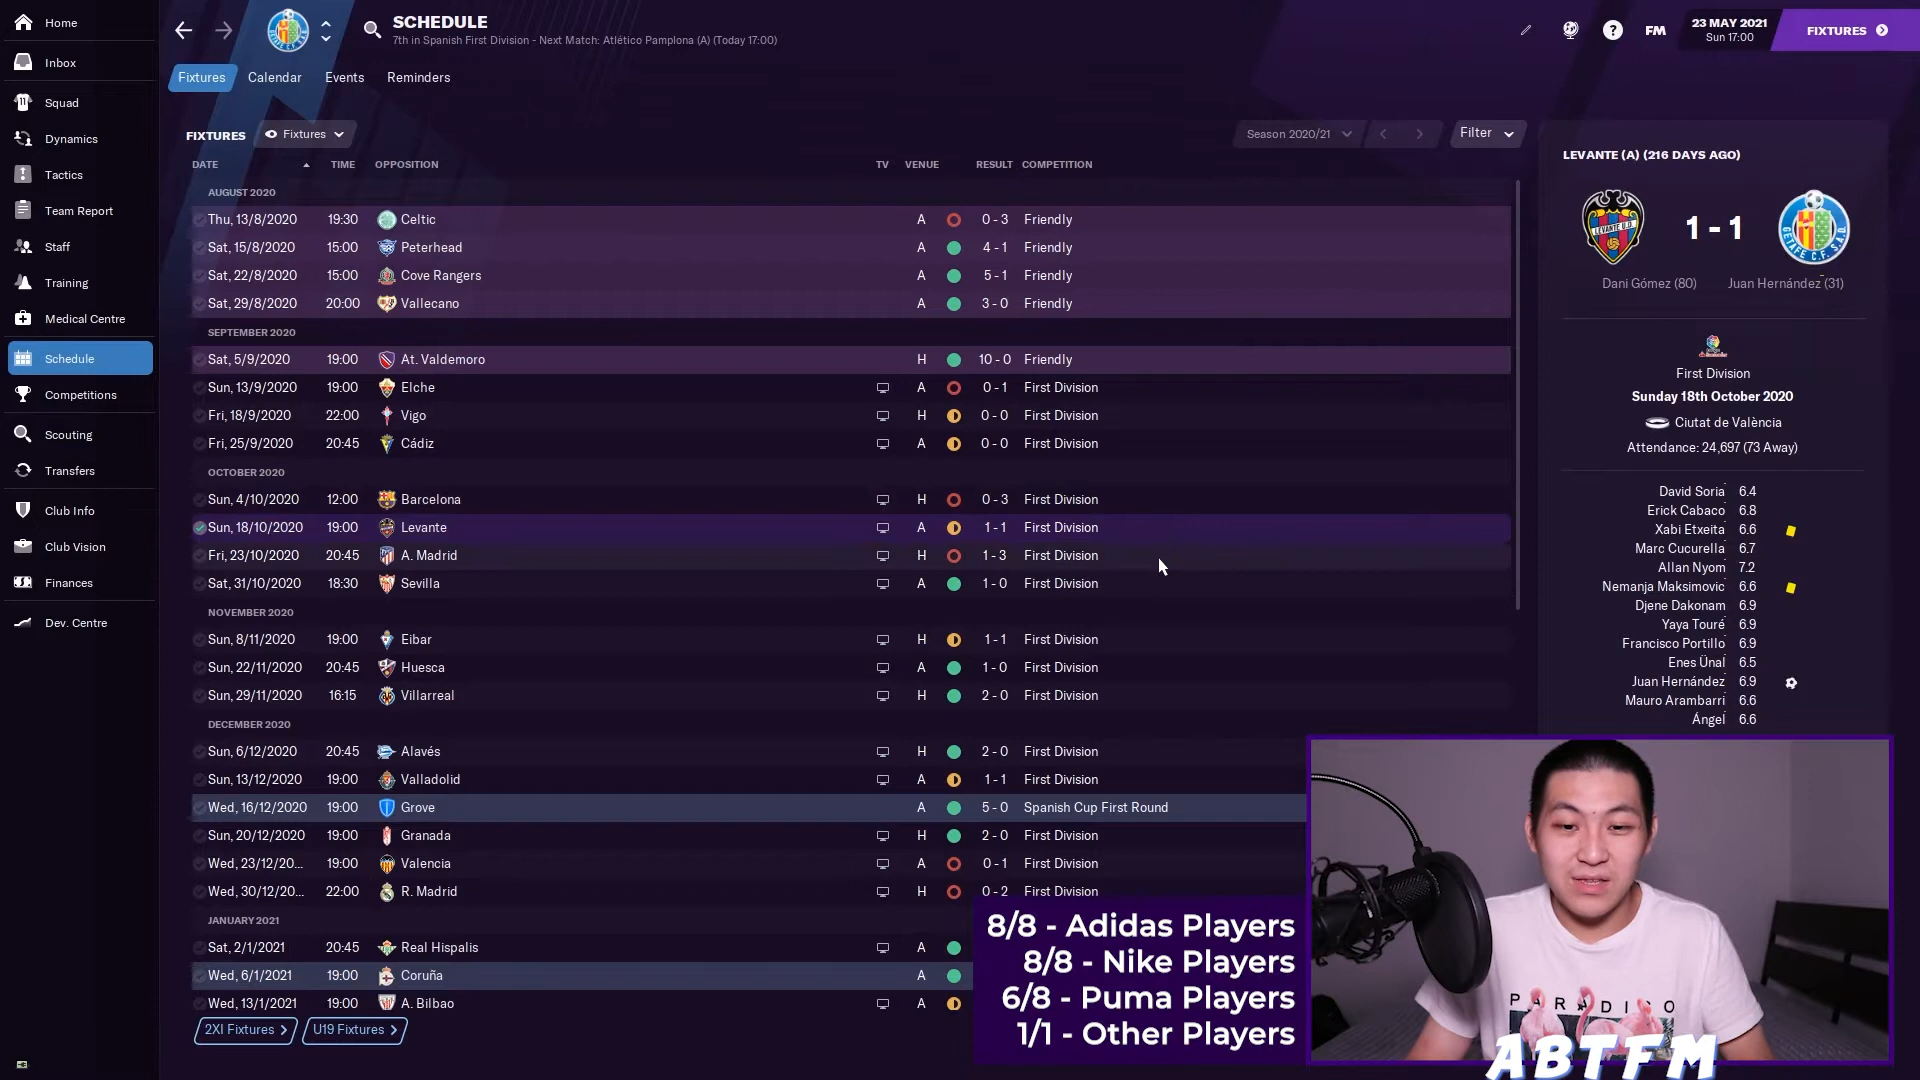 Home
Inbox
Squad
Dynamics
Tactics
Team Report
Staff
Training
Medical Centre
Schedule
Competitions
Scouting
Transfers
Club Info
Club Vision
Finances
Dev. Centre
SCHEDULE
7th in Spanish First Division - Next Match: Atlético Pamplona (A) (Today 17:00)
FM
23 MAY 2021
Sun 17:00
FIXTURES
Fixtures Calendar Events Reminders
FIXTURES Fixtures Season 2020/21 Filter
DATE TIME OPPOSITION TV VENUE RESULT COMPETITION
AUGUST 2020
Thu, 13/8/2020 19:30 Celtic A 0 - 3 Friendly
Sat, 15/8/2020 15:00 Peterhead A 4 - 1 Friendly
Sat, 22/8/2020 15:00 Cove Rangers A 5 - 1 Friendly
Sat, 29/8/2020 20:00 Vallecano A 3 - 0 Friendly
SEPTEMBER 2020
Sat, 5/9/2020 19:00 At. Valdemoro H 10 - 0 Friendly
Sun, 13/9/2020 19:00 Elche A 0 - 1 First Division
Fri, 18/9/2020 22:00 Vigo H 0 - 0 First Division
Fri, 25/9/2020 20:45 Cádiz A 0 - 0 First Division
OCTOBER 2020
Sun, 4/10/2020 12:00 Barcelona H 0 - 3 First Division
Sun, 18/10/2020 19:00 Levante A 1 - 1 First Division
Fri, 23/10/2020 20:45 A. Madrid H 1 - 3 First Division
Sat, 31/10/2020 18:30 Sevilla A 1 - 0 First Division
NOVEMBER 2020
Sun, 8/11/2020 19:00 Eibar H 1 - 1 First Division
Sun, 22/11/2020 20:45 Huesca A 1 - 0 First Division
Sun, 29/11/2020 16:15 Villarreal H 2 - 0 First Division
DECEMBER 2020
Sun, 6/12/2020 20:45 Alavés H 2 - 0 First Division
Sun, 13/12/2020 19:00 Valladolid A 1 - 1 First Division
Wed, 16/12/2020 19:00 Grove A 5 - 0 Spanish Cup First Round
Sun, 20/12/2020 19:00 Granada H 2 - 0 First Division
Wed, 23/12/20... 19:00 Valencia A 0 - 1 First Division
Wed, 30/12/20... 22:00 R. Madrid H 0 - 2 First Division
JANUARY 2021
Sat, 2/1/2021 20:45 Real Hispalis A
Wed, 6/1/2021 19:00 Coruña A
Wed, 13/1/2021 19:00 A. Bilbao A
2XI Fixtures U19 Fixtures
LEVANTE (A) (216 DAYS AGO)
LEVANTE U.D.
1 - 1
GETAFE C.F. S.A.D.
Dani Gómez (80) Juan Hernández (31)
First Division
Sunday 18th October 2020
Ciutat de València
Attendance: 24,697 (73 Away)
David Soria 6.4
Erick Cabaco 6.8
Xabi Etxeita 6.6
Marc Cucurella 6.7
Allan Nyom 7.2
Nemanja Maksimovic 6.6
Djene Dakonam 6.9
Yaya Touré 6.9
Francisco Portillo 6.9
Enes Ünal 6.5
Juan Hernández 6.9
Mauro Arambarri 6.6
Ángel 6.6
8/8 - Adidas Players
8/8 - Nike Players
6/8 - Puma Players
1/1 - Other Players
PARADISO
ABTFM